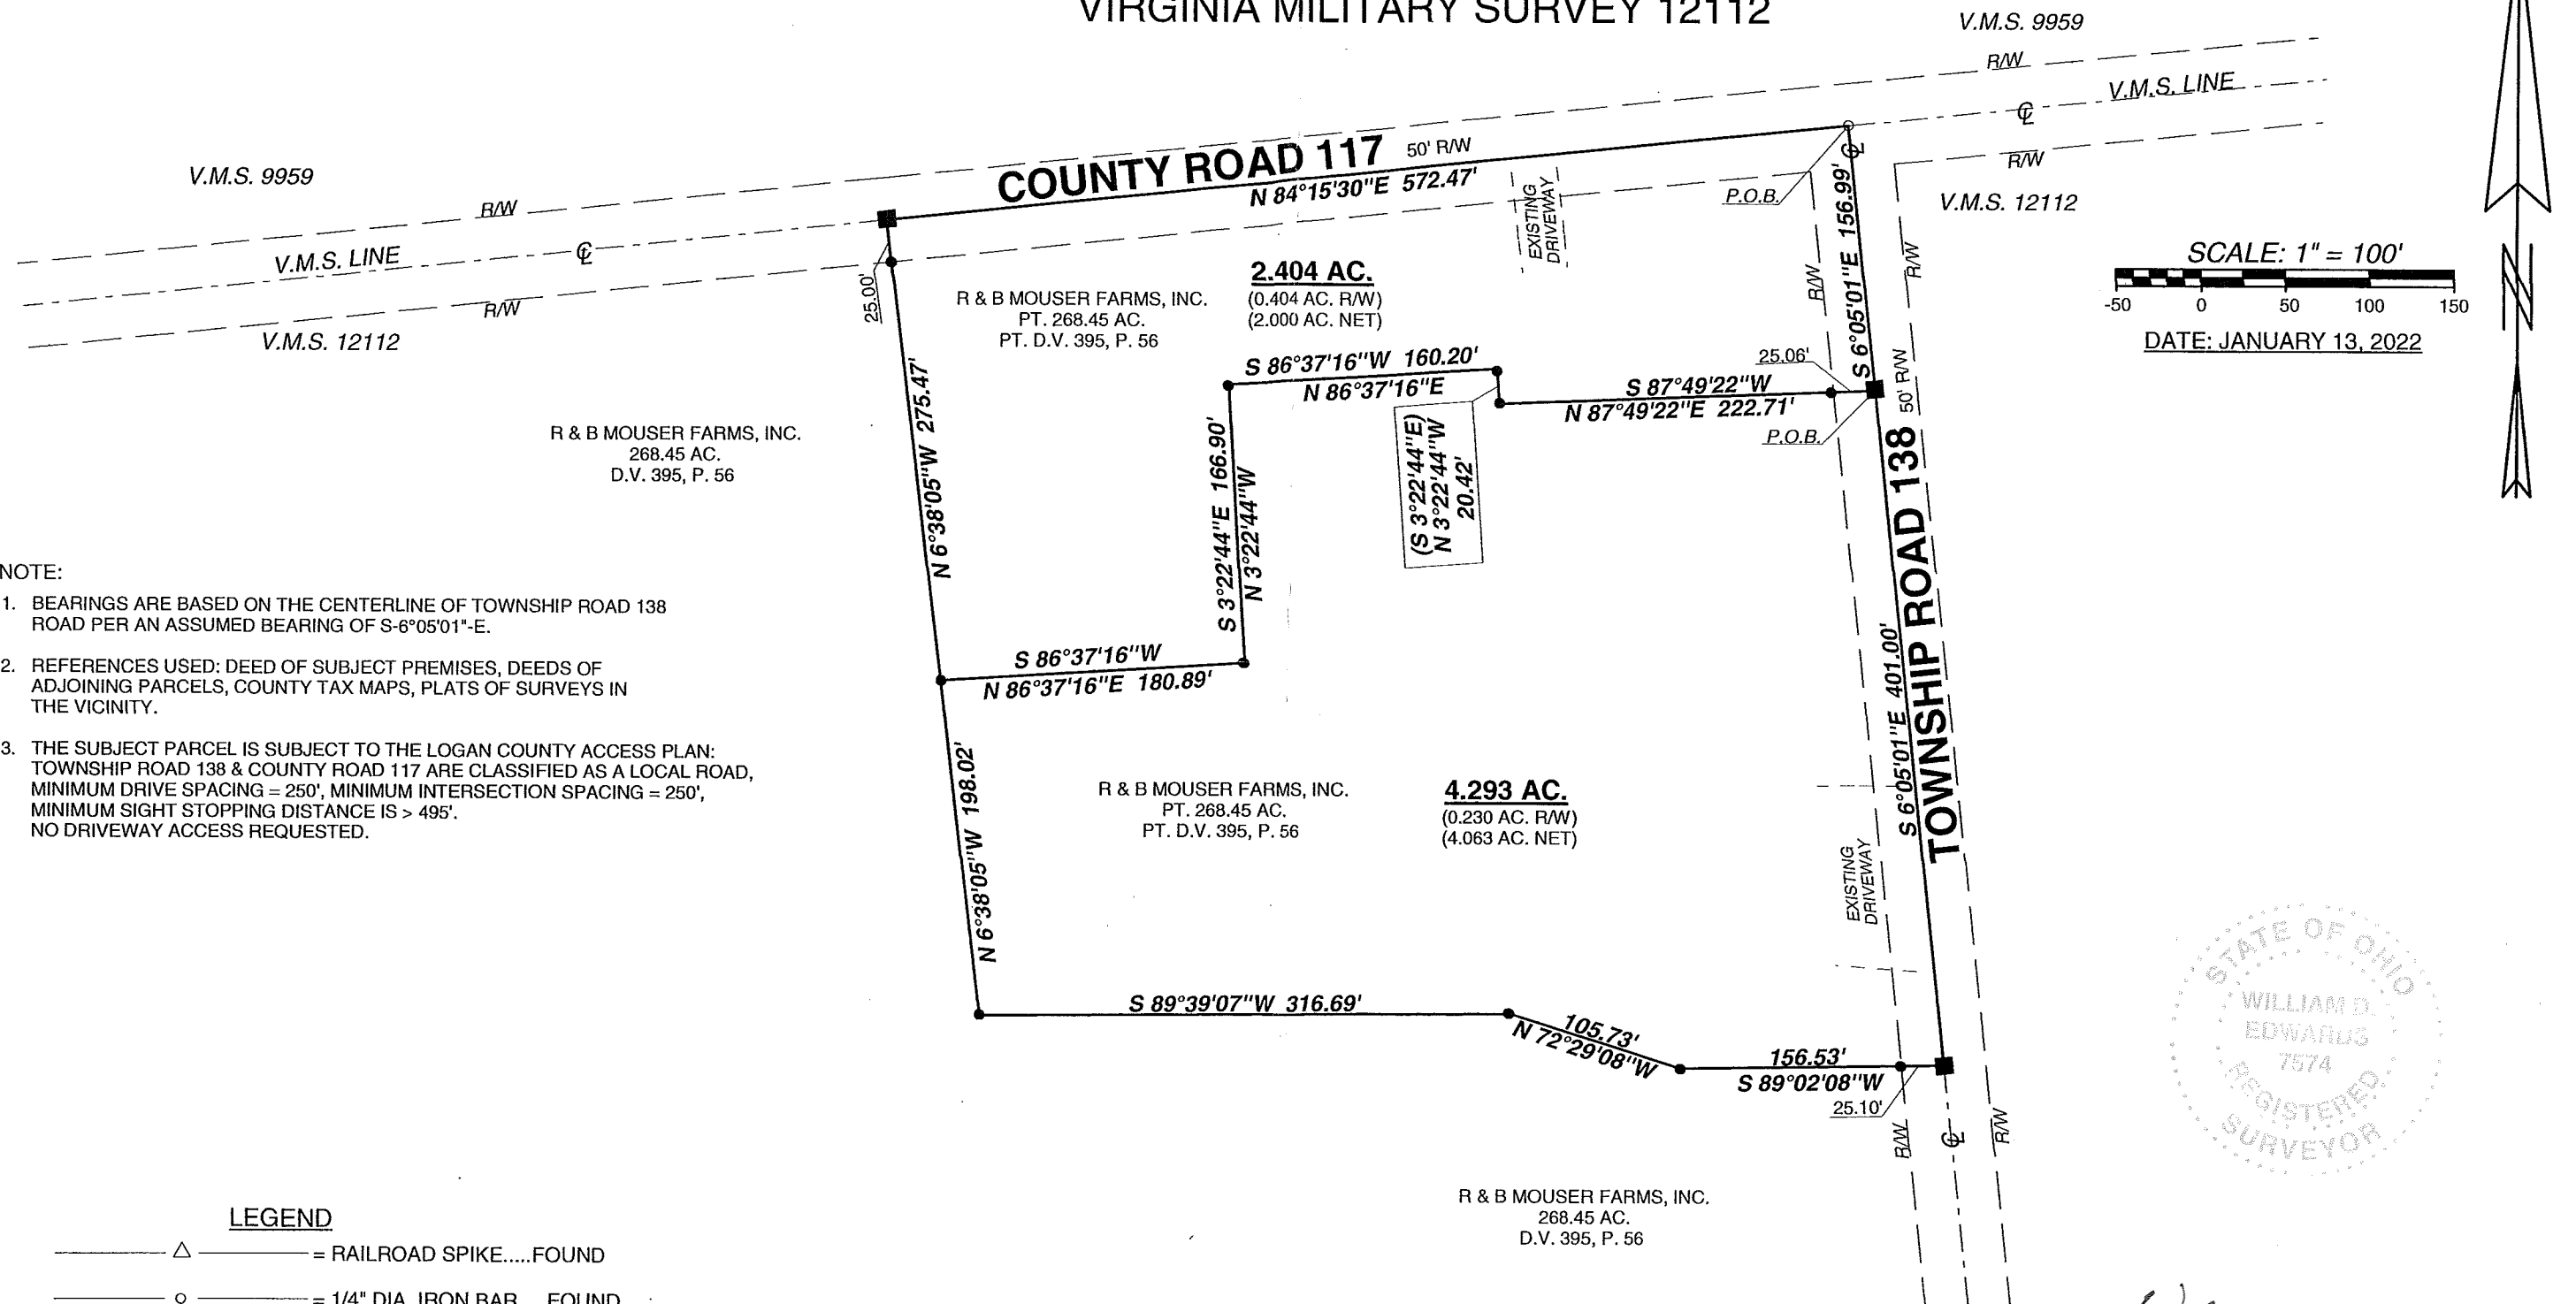 VIRGINIA MILITARY SURVEY 12112
V.M.S. 9959
R/W
V.M.S. LINE
℄
R/W
V.M.S. 12112
V.M.S. 9959
R/W
V.M.S. LINE
℄
R/W
V.M.S. 12112
COUNTY ROAD 117 50' R/W
N 84°15'30"E 572.47'
EXISTING
DRIVEWAY
P.O.B.
℄
S 6°05'01"E 156.99'
R/W
R/W
SCALE: 1" = 100'
-50 0 50 100 150
DATE: JANUARY 13, 2022
25.00'
R & B MOUSER FARMS, INC.
PT. 268.45 AC.
PT. D.V. 395, P. 56
2.404 AC.
(0.404 AC. R/W)
(2.000 AC. NET)
N 6°38'05"W 275.47'
S 86°37'16"W 160.20'
N 86°37'16"E
25.06'
S 87°49'22"W
N 87°49'22"E 222.71'
P.O.B.
(S 3°22'44"E)
N 3°22'44"W
20.42'
S 3°22'44"E 166.90'
N 3°22'44"W
TOWNSHIP ROAD 138 50' R/W
S 6°05'01"E 401.00'
R & B MOUSER FARMS, INC.
268.45 AC.
D.V. 395, P. 56
S 86°37'16"W
N 86°37'16"E 180.89'
NOTE:
1. BEARINGS ARE BASED ON THE CENTERLINE OF TOWNSHIP ROAD 138
ROAD PER AN ASSUMED BEARING OF S-6°05'01"-E.
2. REFERENCES USED: DEED OF SUBJECT PREMISES, DEEDS OF
ADJOINING PARCELS, COUNTY TAX MAPS, PLATS OF SURVEYS IN
THE VICINITY.
3. THE SUBJECT PARCEL IS SUBJECT TO THE LOGAN COUNTY ACCESS PLAN:
TOWNSHIP ROAD 138 & COUNTY ROAD 117 ARE CLASSIFIED AS A LOCAL ROAD,
MINIMUM DRIVE SPACING = 250', MINIMUM INTERSECTION SPACING = 250',
MINIMUM SIGHT STOPPING DISTANCE IS > 495'.
NO DRIVEWAY ACCESS REQUESTED.
N 6°38'05"W 198.02'
R & B MOUSER FARMS, INC.
PT. 268.45 AC.
PT. D.V. 395, P. 56
4.293 AC.
(0.230 AC. R/W)
(4.063 AC. NET)
EXISTING
DRIVEWAY
S 89°39'07"W 316.69'
105.73'
N 72°29'08"W
156.53'
S 89°02'08"W
25.10'
R/W
℄
R/W
STATE OF OHIO
WILLIAM D.
EDWARDS
7574
REGISTERED
SURVEYOR
R & B MOUSER FARMS, INC.
268.45 AC.
D.V. 395, P. 56
LEGEND
= RAILROAD SPIKE.....FOUND
= 1/4" DIA. IRON BAR.....FOUND